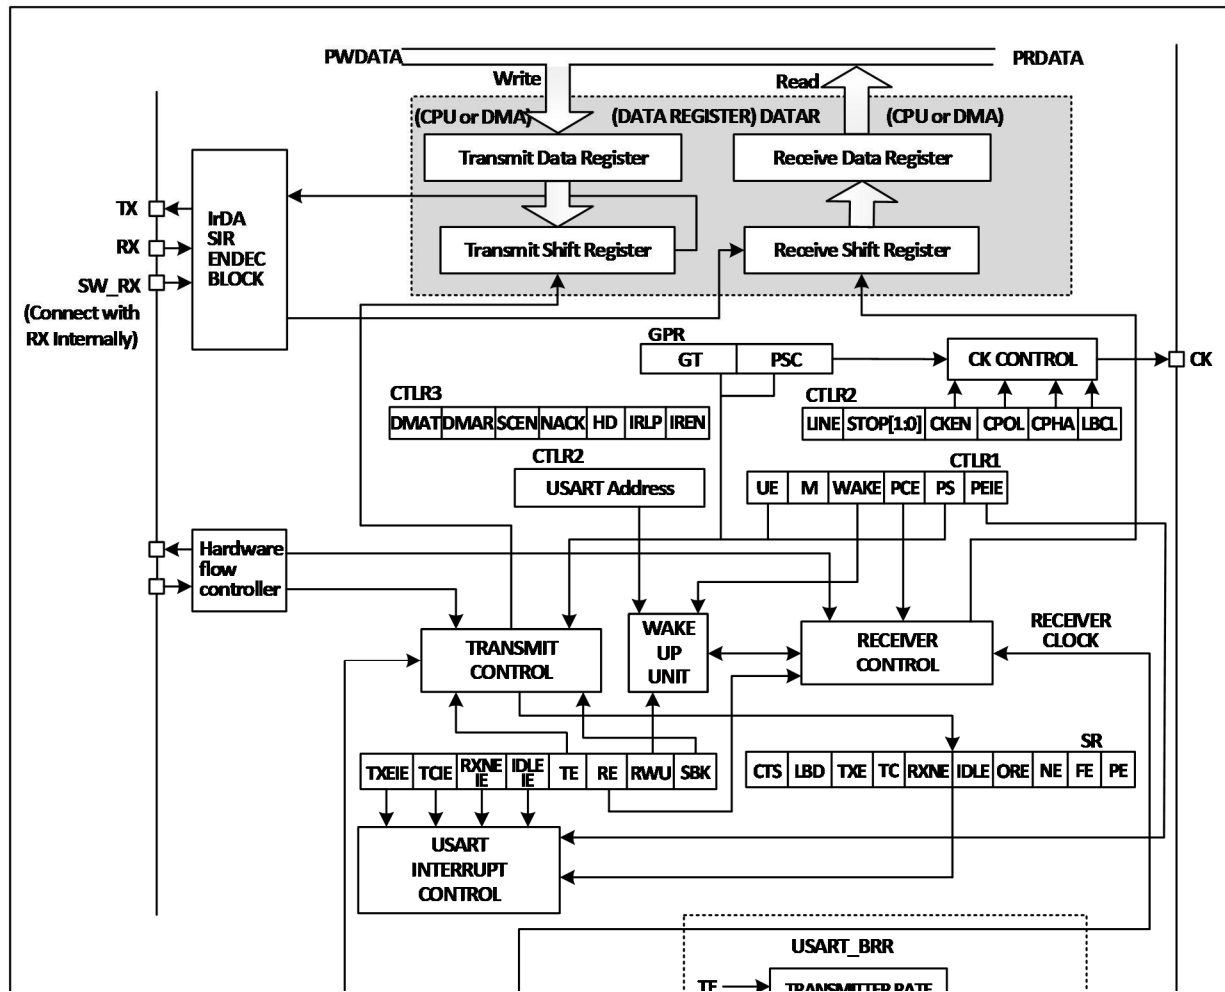 PWDATA
PRDATA
Write
Read
(CPU or DMA)
(DATA REGISTER) DATAR
(CPU or DMA)
Transmit Data Register
Receive Data Register
TX
RX
SW_RX
(Connect with
RX Internally)
IrDA
SIR
ENDEC
BLOCK
Transmit Shift Register
Receive Shift Register
GPR
GT
PSC
CK CONTROL
CK
CTLR3
DMAT DMAR SCEN NACK HD IRLP IREN
CTLR2
LINE STOP[1:0] CKEN CPOL CPHA LBCL
CTLR2
USART Address
CTLR1
UE M WAKE PCE PS PEIE
Hardware
flow
controller
TRANSMIT
CONTROL
WAKE
UP
UNIT
RECEIVER
CONTROL
RECEIVER
CLOCK
TXEIE TCIE RXNE IE IDLE IE TE RE RWU SBK
SR
CTS LBD TXE TC RXNE IDLE ORE NE FE PE
USART
INTERRUPT
CONTROL
USART_BRR
TE
TRANSMITTER RATE